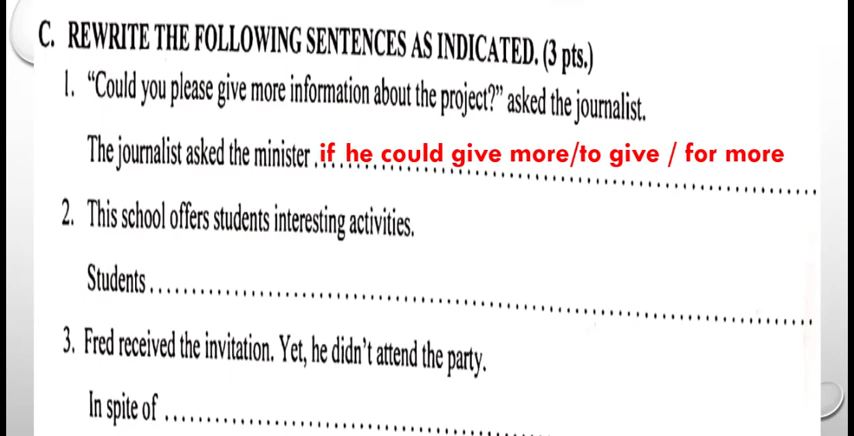 C. REWRITE THE FOLLOWING SENTENCES AS INDICATED. (3 pts.)
1. “Could you please give more information about the project?” asked the journalist.
The journalist asked the minister if he could give more/to give / for more
2. This school offers students interesting activities.
Students
3. Fred received the invitation. Yet, he didn’t attend the party.
In spite of